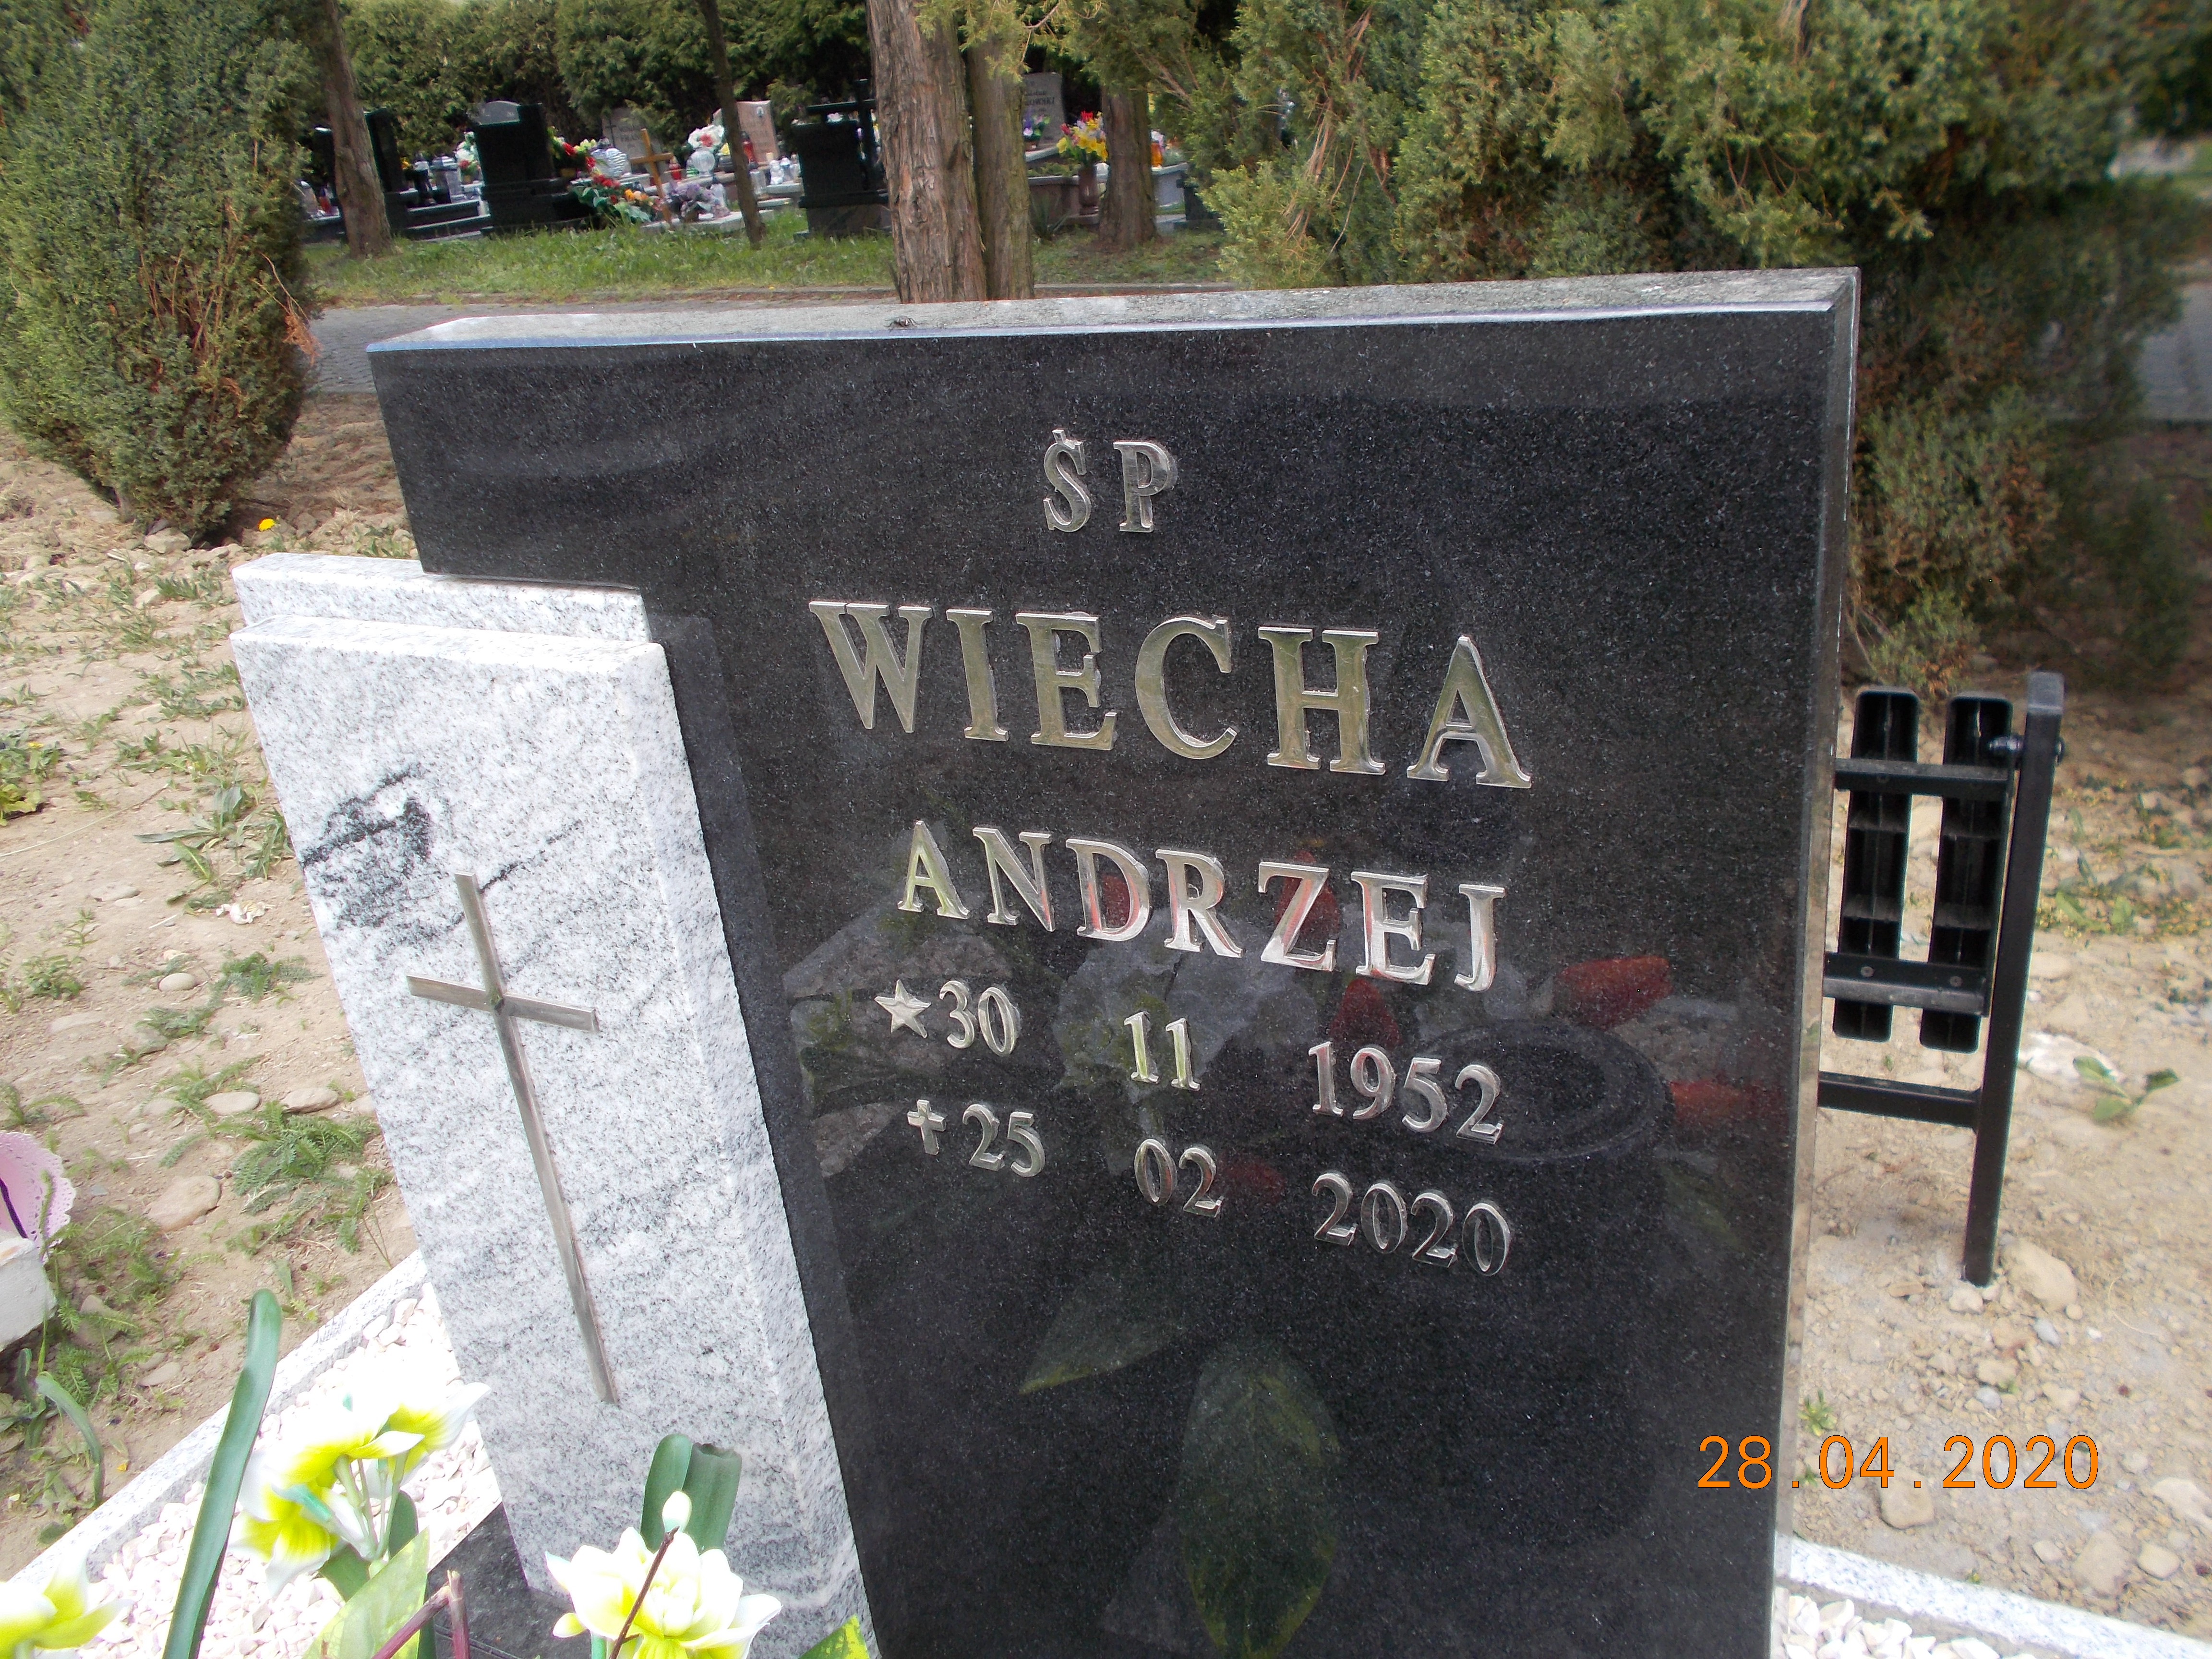 ŚP
WIECHA
ANDRZEJ
★30 11 1952
✝25 02 2020
28.04.2020